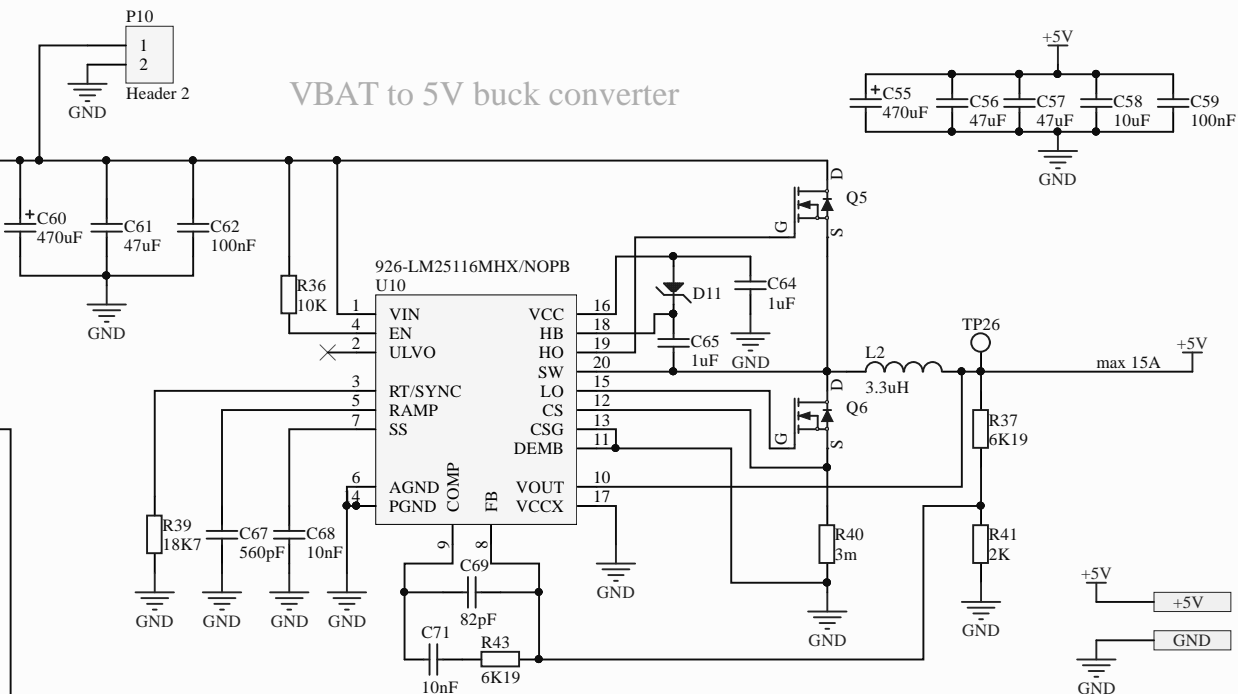 P10
1
2
Header 2
GND
VBAT to 5V buck converter
+5V
+
C55
470uF
C56
47uF
C57
47uF
C58
10uF
C59
100nF
GND
+
C60
470uF
C61
47uF
C62
100nF
GND
R36
10K
926-LM25116MHX/NOPB
U10
1 VIN
4 EN
2 ULVO
3 RT/SYNC
5 RAMP
7 SS
6 AGND
4 PGND
COMP
9
FB
8
VCC 16
HB 18
HO 19
SW 20
LO 15
CS 12
CSG 13
DEMB 11
VOUT 10
VCCX 17
D11
C64
1uF
GND
C65
1uF
D
Q5
G
S
D
Q6
G
S
L2
3.3uH
TP26
max 15A
+5V
R37
6K19
R39
18K7
GND
C67
560pF
GND
C68
10nF
GND
GND
C69
82pF
C71
10nF
R43
6K19
GND
R40
3m
GND
R41
2K
GND
+5V
+5V
GND
GND